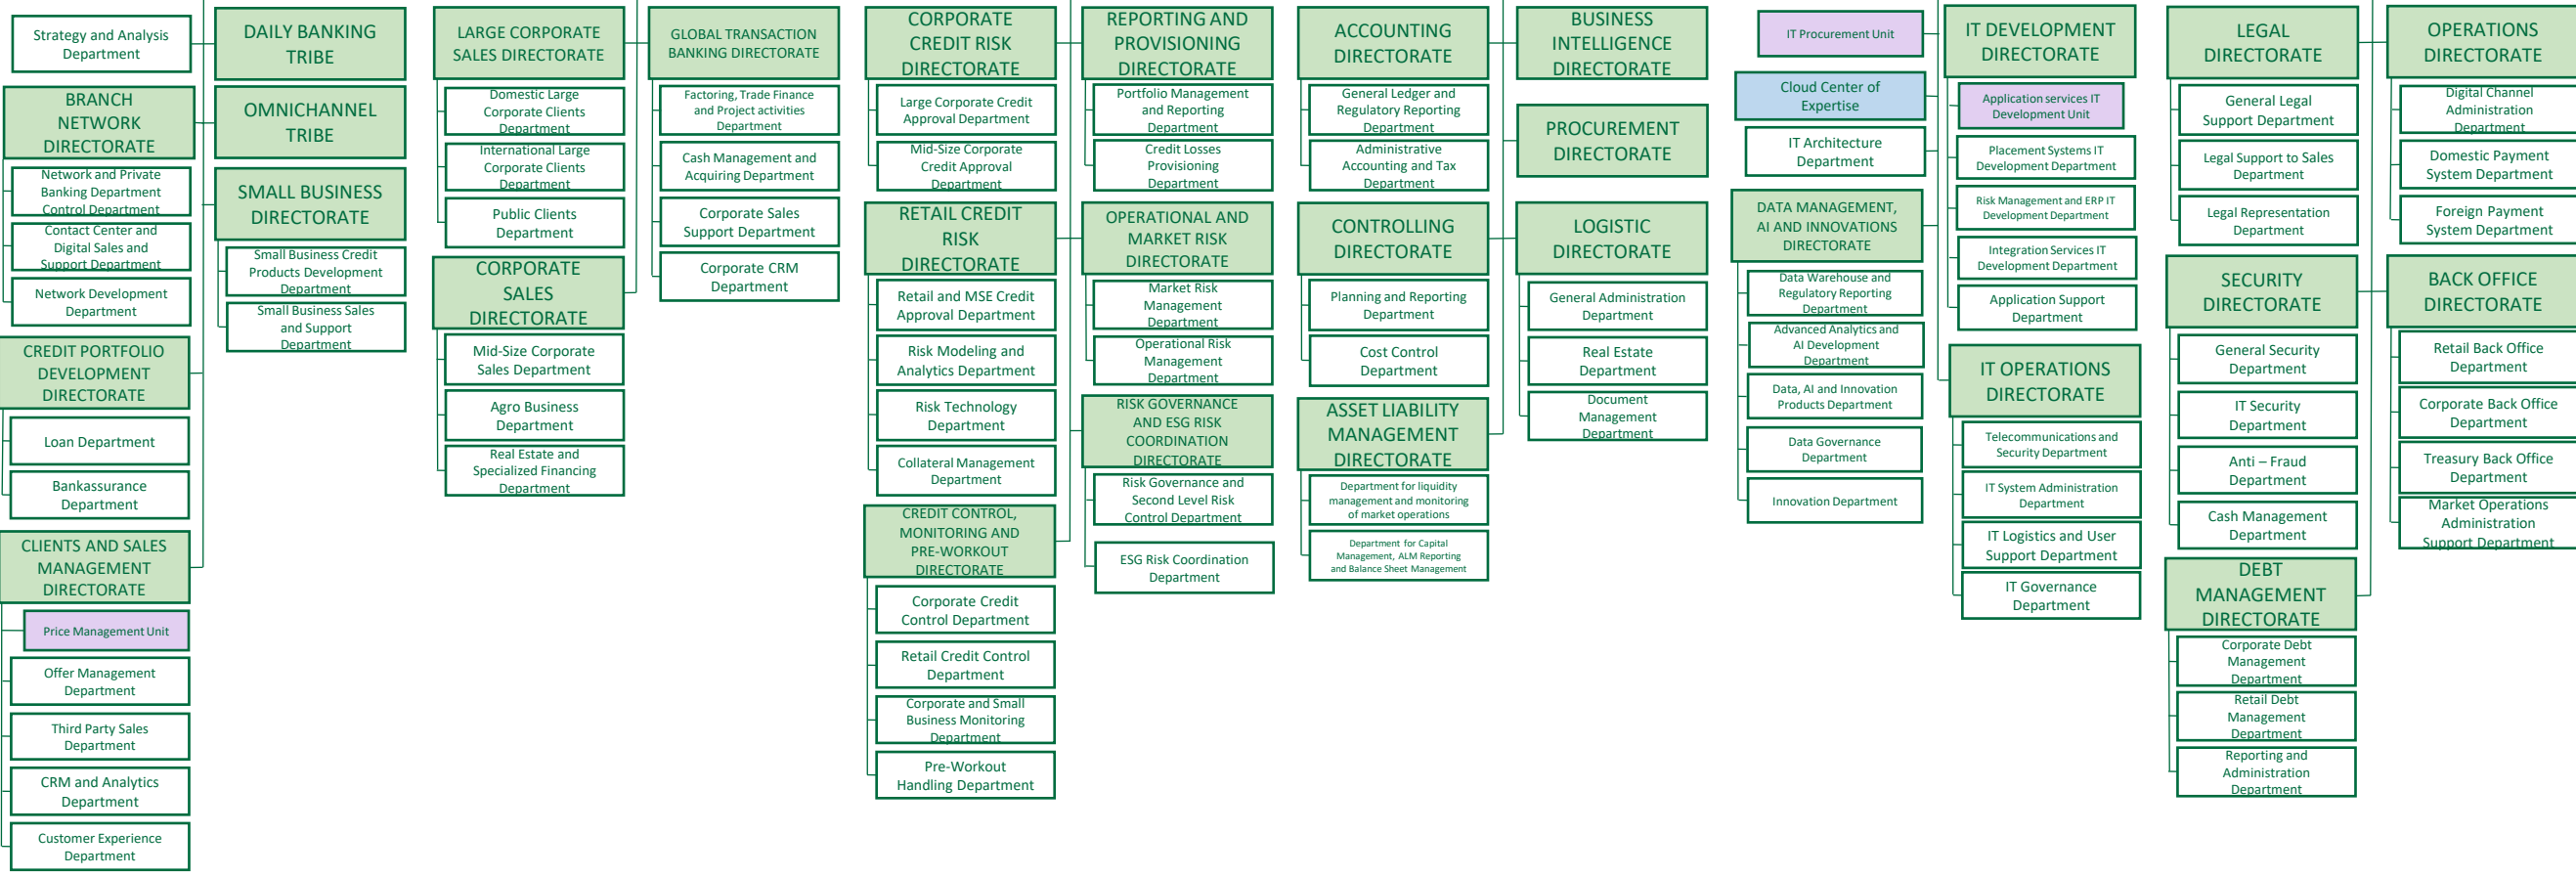 Strategy and Analysis
Department
DAILY BANKING
TRIBE
BRANCH
NETWORK
DIRECTORATE
OMNICHANNEL
TRIBE
Network and Private
Banking Department
Control Department
Contact Center and
Digital Sales and
Support Department
Network Development
Department
SMALL BUSINESS
DIRECTORATE
Small Business Credit
Products Development
Department
Small Business Sales
and Support
Department
CREDIT PORTFOLIO
DEVELOPMENT
DIRECTORATE
Loan Department
Bankassurance
Department
CLIENTS AND SALES
MANAGEMENT
DIRECTORATE
Price Management Unit
Offer Management
Department
Third Party Sales
Department
CRM and Analytics
Department
Customer Experience
Department
LARGE CORPORATE
SALES DIRECTORATE
Domestic Large
Corporate Clients
Department
International Large
Corporate Clients
Department
Public Clients
Department
CORPORATE
SALES
DIRECTORATE
Mid-Size Corporate
Sales Department
Agro Business
Department
Real Estate and
Specialized Financing
Department
GLOBAL TRANSACTION
BANKING DIRECTORATE
Factoring, Trade Finance
and Project activities
Department
Cash Management and
Acquiring Department
Corporate Sales
Support Department
Corporate CRM
Department
CORPORATE
CREDIT RISK
DIRECTORATE
Large Corporate Credit
Approval Department
Mid-Size Corporate
Credit Approval
Department
RETAIL CREDIT
RISK
DIRECTORATE
Retail and MSE Credit
Approval Department
Risk Modeling and
Analytics Department
Risk Technology
Department
Collateral Management
Department
CREDIT CONTROL,
MONITORING AND
PRE-WORKOUT
DIRECTORATE
Corporate Credit
Control Department
Retail Credit Control
Department
Corporate and Small
Business Monitoring
Department
Pre-Workout
Handling Department
REPORTING AND
PROVISIONING
DIRECTORATE
Portfolio Management
and Reporting
Department
Credit Losses
Provisioning
Department
OPERATIONAL AND
MARKET RISK
DIRECTORATE
Market Risk
Management
Department
Operational Risk
Management
Department
RISK GOVERNANCE
AND ESG RISK
COORDINATION
DIRECTORATE
Risk Governance and
Second Level Risk
Control Department
ESG Risk Coordination
Department
ACCOUNTING
DIRECTORATE
General Ledger and
Regulatory Reporting
Department
Administrative
Accounting and Tax
Department
CONTROLLING
DIRECTORATE
Planning and Reporting
Department
Cost Control
Department
ASSET LIABILITY
MANAGEMENT
DIRECTORATE
Department for liquidity
management and monitoring
of market operations
Department for Capital
Management, ALM Reporting
and Balance Sheet Management
BUSINESS
INTELLIGENCE
DIRECTORATE
PROCUREMENT
DIRECTORATE
LOGISTIC
DIRECTORATE
General Administration
Department
Real Estate
Department
Document
Management
Department
IT Procurement Unit
Cloud Center of
Expertise
IT Architecture
Department
DATA MANAGEMENT,
AI AND INNOVATIONS
DIRECTORATE
Data Warehouse and
Regulatory Reporting
Department
Advanced Analytics and
AI Development
Department
Data, AI and Innovation
Products Department
Data Governance
Department
Innovation Department
IT DEVELOPMENT
DIRECTORATE
Application services IT
Development Unit
Placement Systems IT
Development Department
Risk Management and ERP IT
Development Department
Integration Services IT
Development Department
Application Support
Department
IT OPERATIONS
DIRECTORATE
Telecommunications and
Security Department
IT System Administration
Department
IT Logistics and User
Support Department
IT Governance
Department
LEGAL
DIRECTORATE
General Legal
Support Department
Legal Support to Sales
Department
Legal Representation
Department
SECURITY
DIRECTORATE
General Security
Department
IT Security
Department
Anti – Fraud
Department
Cash Management
Department
DEBT
MANAGEMENT
DIRECTORATE
Corporate Debt
Management
Department
Retail Debt
Management
Department
Reporting and
Administration
Department
OPERATIONS
DIRECTORATE
Digital Channel
Administration
Department
Domestic Payment
System Department
Foreign Payment
System Department
BACK OFFICE
DIRECTORATE
Retail Back Office
Department
Corporate Back Office
Department
Treasury Back Office
Department
Market Operations
Administration
Support Department